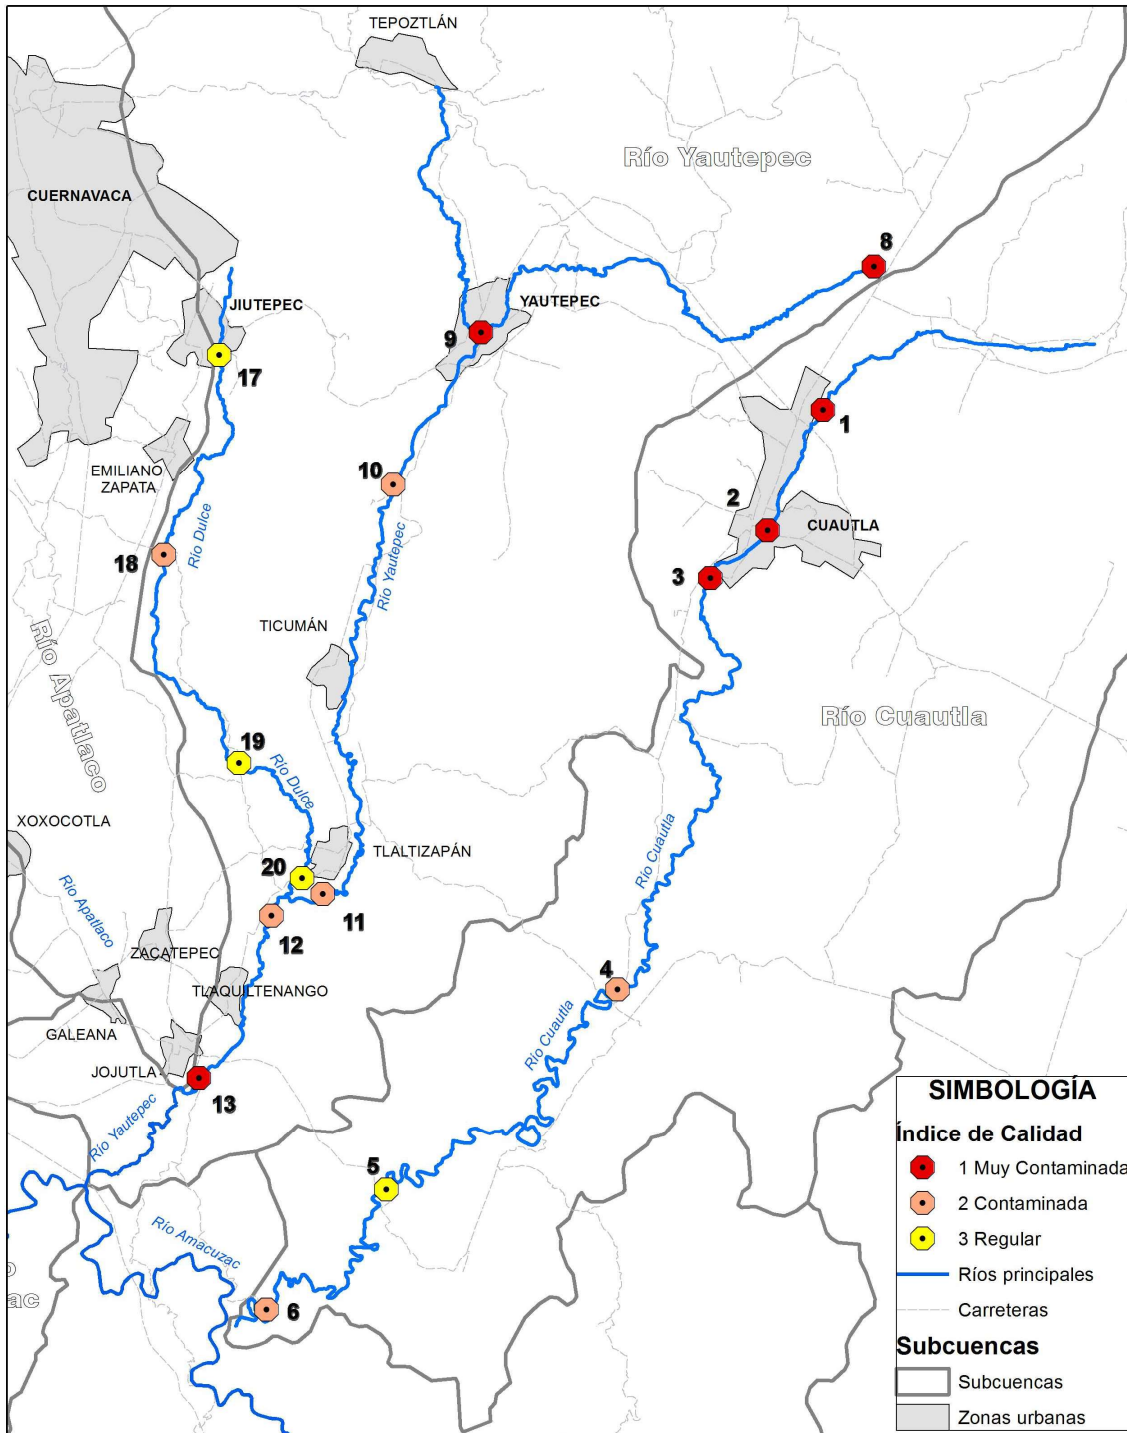 TEPOZTLÁN
Río Yautepec
CUERNAVACA
8
JIUTEPEC
YAUTEPEC
9
17
1
EMILIANO
ZAPATA
10
2
CUAUTLA
Río Dulce
Río Yautepec
18
3
TICUMÁN
Río Apatlaco
Río Cuautla
19
Río Dulce
XOXOCOTLA
TLALTIZAPÁN
Río Cuautla
20
Río Apatlaco
11
12
ZACATEPEC
4
TLAQUILTENANGO
GALEANA
Río Cuautla
JOJUTLA
13
Río Yautepec
5
Río Amacuzac
6
o
ac
SIMBOLOGÍA
Índice de Calidad
1 Muy Contaminada
2 Contaminada
3 Regular
Ríos principales
Carreteras
Subcuencas
Subcuencas
Zonas urbanas